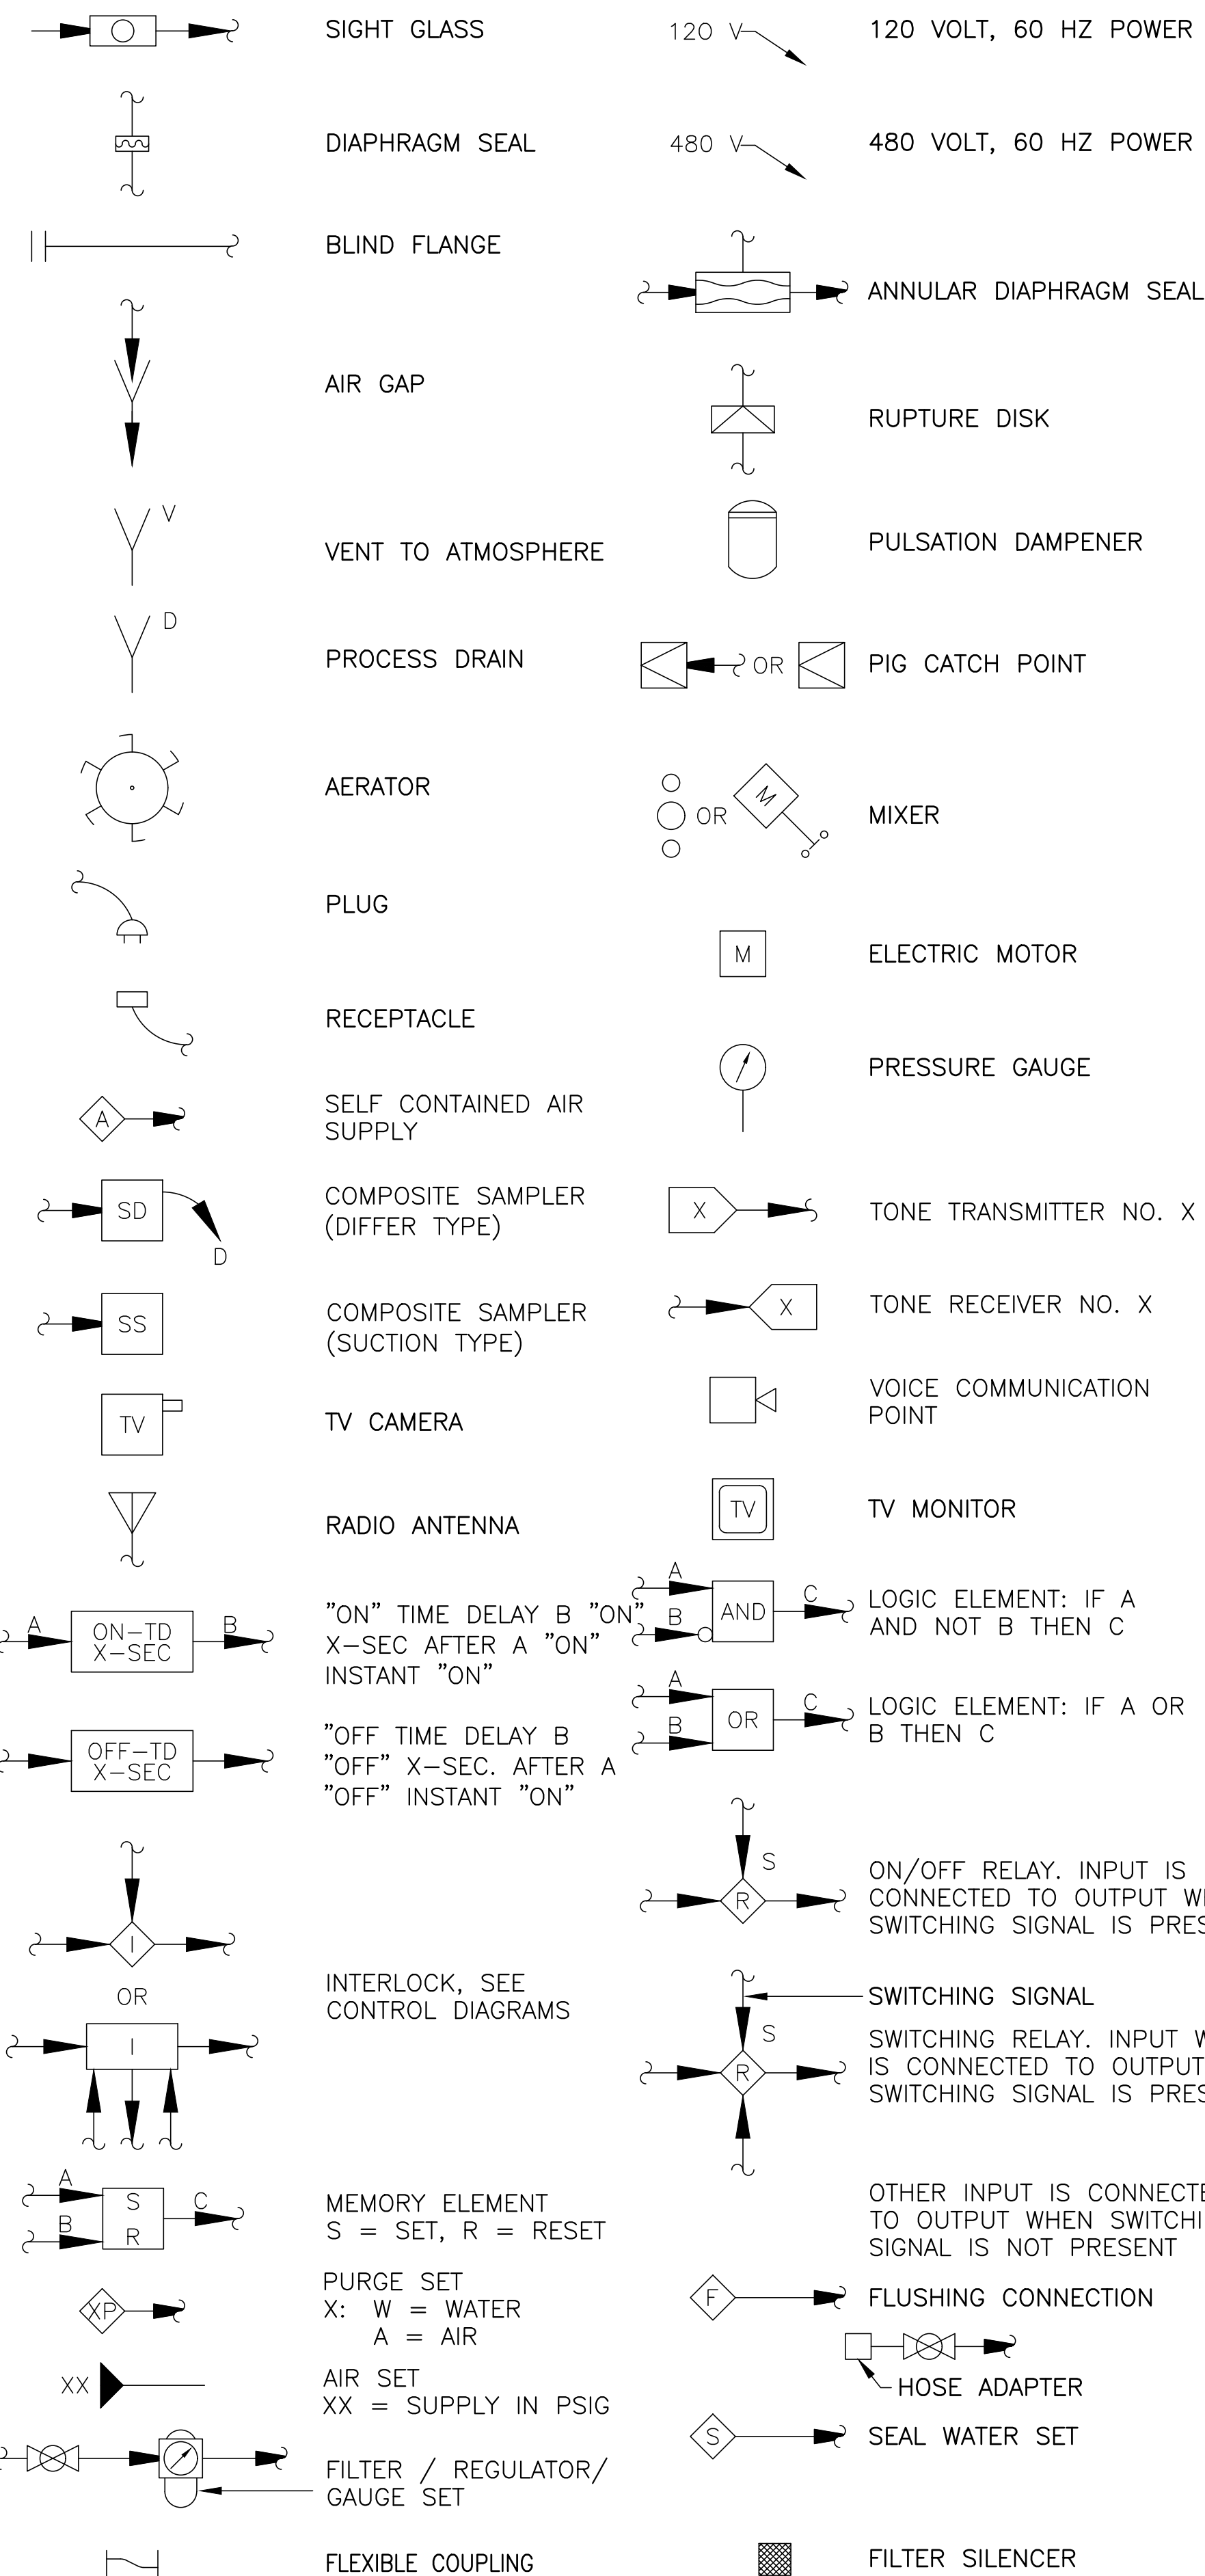 SIGHT GLASS
DIAPHRAGM SEAL
BLIND FLANGE
AIR GAP
V
VENT TO ATMOSPHERE
D
PROCESS DRAIN
AERATOR
PLUG
RECEPTACLE
A
SELF CONTAINED AIR
SUPPLY
SD
D
COMPOSITE SAMPLER
(DIFFER TYPE)
SS
COMPOSITE SAMPLER
(SUCTION TYPE)
TV
TV CAMERA
RADIO ANTENNA
A
ON-TD
X-SEC
B
"ON" TIME DELAY B "ON"
X-SEC AFTER A "ON"
INSTANT "ON"
OFF-TD
X-SEC
"OFF TIME DELAY B
"OFF" X-SEC. AFTER A
"OFF" INSTANT "ON"
I
OR
I
INTERLOCK, SEE
CONTROL DIAGRAMS
A
B
S
R
C
MEMORY ELEMENT
S = SET, R = RESET
XP
PURGE SET
X: W = WATER
A = AIR
XX
AIR SET
XX = SUPPLY IN PSIG
FILTER / REGULATOR/
GAUGE SET
FLEXIBLE COUPLING
120 V
120 VOLT, 60 HZ POWER
480 V
480 VOLT, 60 HZ POWER
ANNULAR DIAPHRAGM SEAL
RUPTURE DISK
PULSATION DAMPENER
OR
PIG CATCH POINT
OR
M
MIXER
M
ELECTRIC MOTOR
PRESSURE GAUGE
X
TONE TRANSMITTER NO. X
X
TONE RECEIVER NO. X
VOICE COMMUNICATION
POINT
TV
TV MONITOR
A
B
AND
C
LOGIC ELEMENT: IF A
AND NOT B THEN C
A
B
OR
C
LOGIC ELEMENT: IF A OR
B THEN C
S
R
ON/OFF RELAY. INPUT IS
CONNECTED TO OUTPUT
SWITCHING SIGNAL IS
SWITCHING SIGNAL
S
R
SWITCHING RELAY. INPUT
IS CONNECTED TO OUTPUT
SWITCHING SIGNAL IS
OTHER INPUT IS
TO OUTPUT WHEN
SIGNAL IS NOT PRESENT
F
FLUSHING CONNECTION
HOSE ADAPTER
S
SEAL WATER SET
FILTER SILENCER